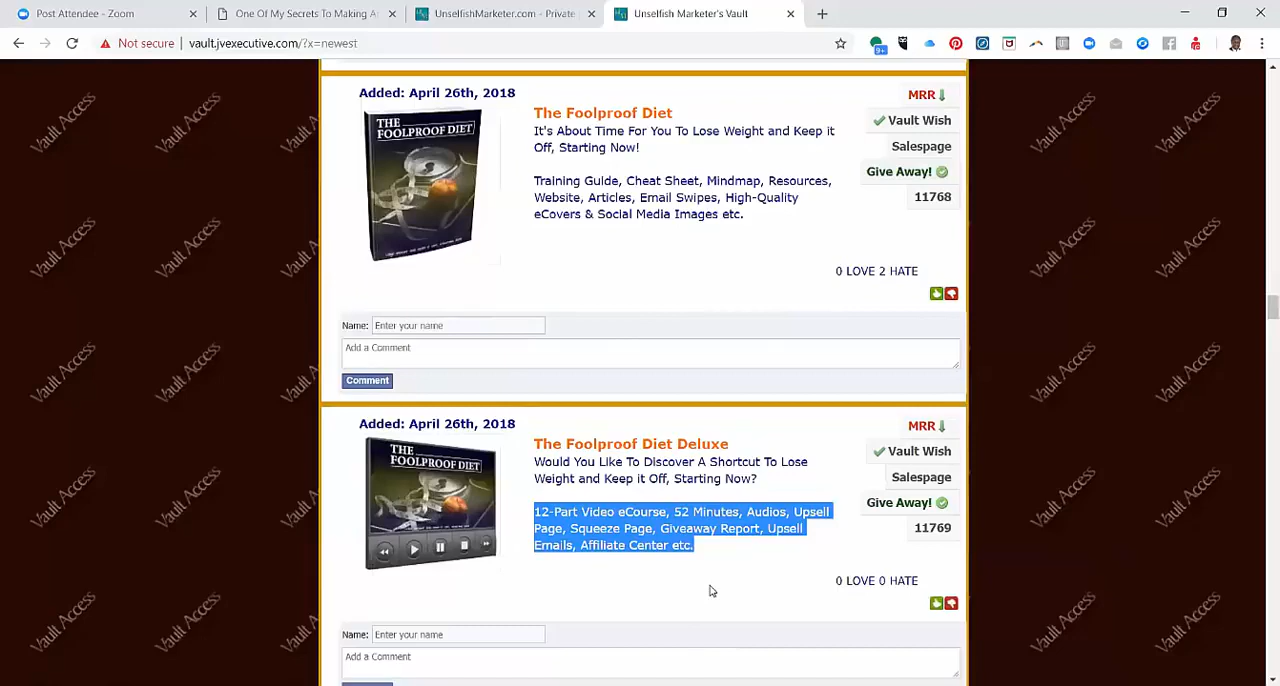 Post Attendee - Zoom
One Of My Secrets To Making A
UnselfishMarketer.com - Private
Unselfish Marketer's Vault
Not secure
vault.jvexecutive.com/?x=newest
9+
Added: April 26th, 2018
THE FOOLPROOF DIET
The Foolproof Diet
It's About Time For You To Lose Weight and Keep it
Off, Starting Now!
Training Guide, Cheat Sheet, Mindmap, Resources,
Website, Articles, Email Swipes, High-Quality
eCovers & Social Media Images etc.
MRR
Vault Wish
Salespage
Give Away!
11768
0 LOVE 2 HATE
Name: Enter your name
Add a Comment
Comment
Added: April 26th, 2018
THE FOOLPROOF DIET
The Foolproof Diet Deluxe
Would You Like To Discover A Shortcut To Lose
Weight and Keep it Off, Starting Now?
12-Part Video eCourse, 52 Minutes, Audios, Upsell
Page, Squeeze Page, Giveaway Report, Upsell
Emails, Affiliate Center etc.
MRR
Vault Wish
Salespage
Give Away!
11769
0 LOVE 0 HATE
Name: Enter your name
Add a Comment
Vault Access